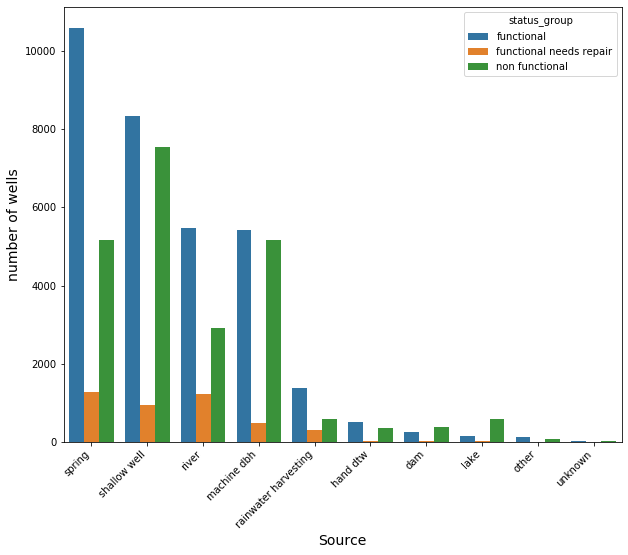 status_group
functional
functional needs repair
non functional
10000
8000
6000
4000
2000
0
number of wells
spring
shallow well
river
machine dbh
rainwater harvesting
hand dtw
dam
lake
other
unknown
Source